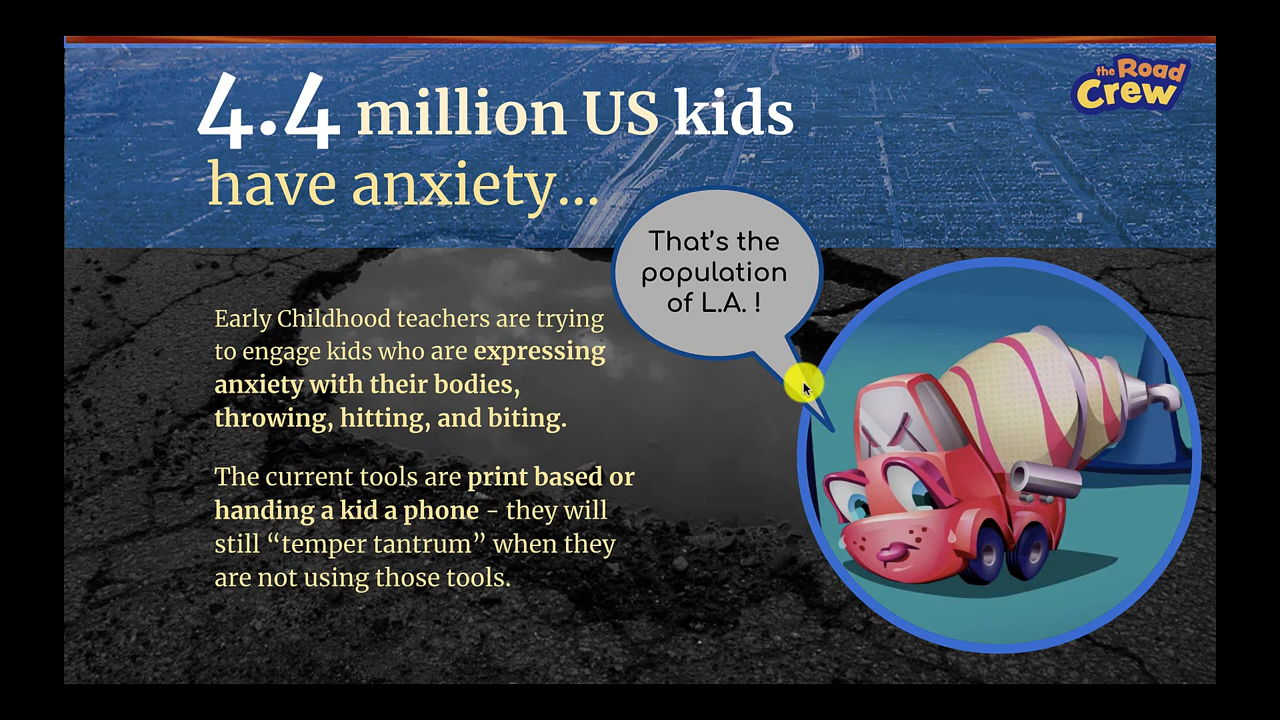 4.4 million US kids
have anxiety...
the Road
Crew
That's the
population
of L.A. !
Early Childhood teachers are trying
to engage kids who are expressing
anxiety with their bodies,
throwing, hitting, and biting.
The current tools are print based or
handing a kid a phone - they will
still “temper tantrum” when they
are not using those tools.